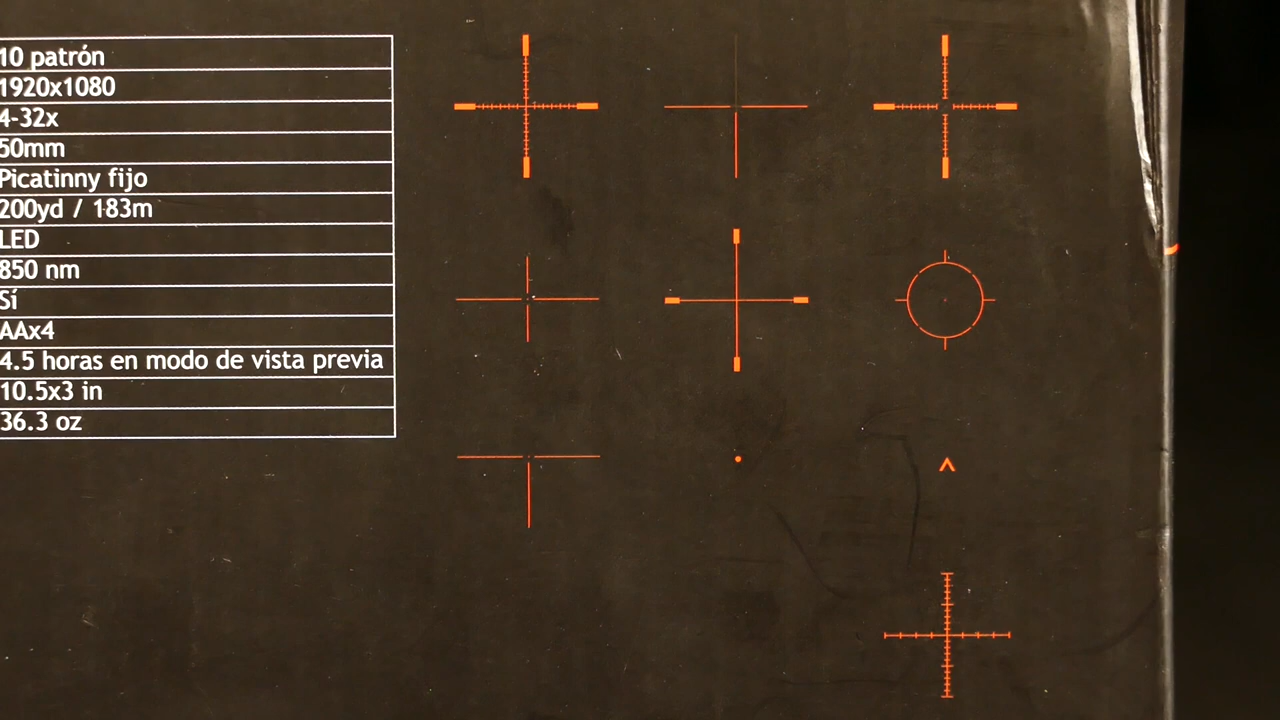 10 patrón
1920x1080
4-32x
50mm
Picatinny fijo
200yd / 183m
LED
850 nm
Sí
AAx4
4.5 horas en modo de vista previa
10.5x3 in
36.3 oz